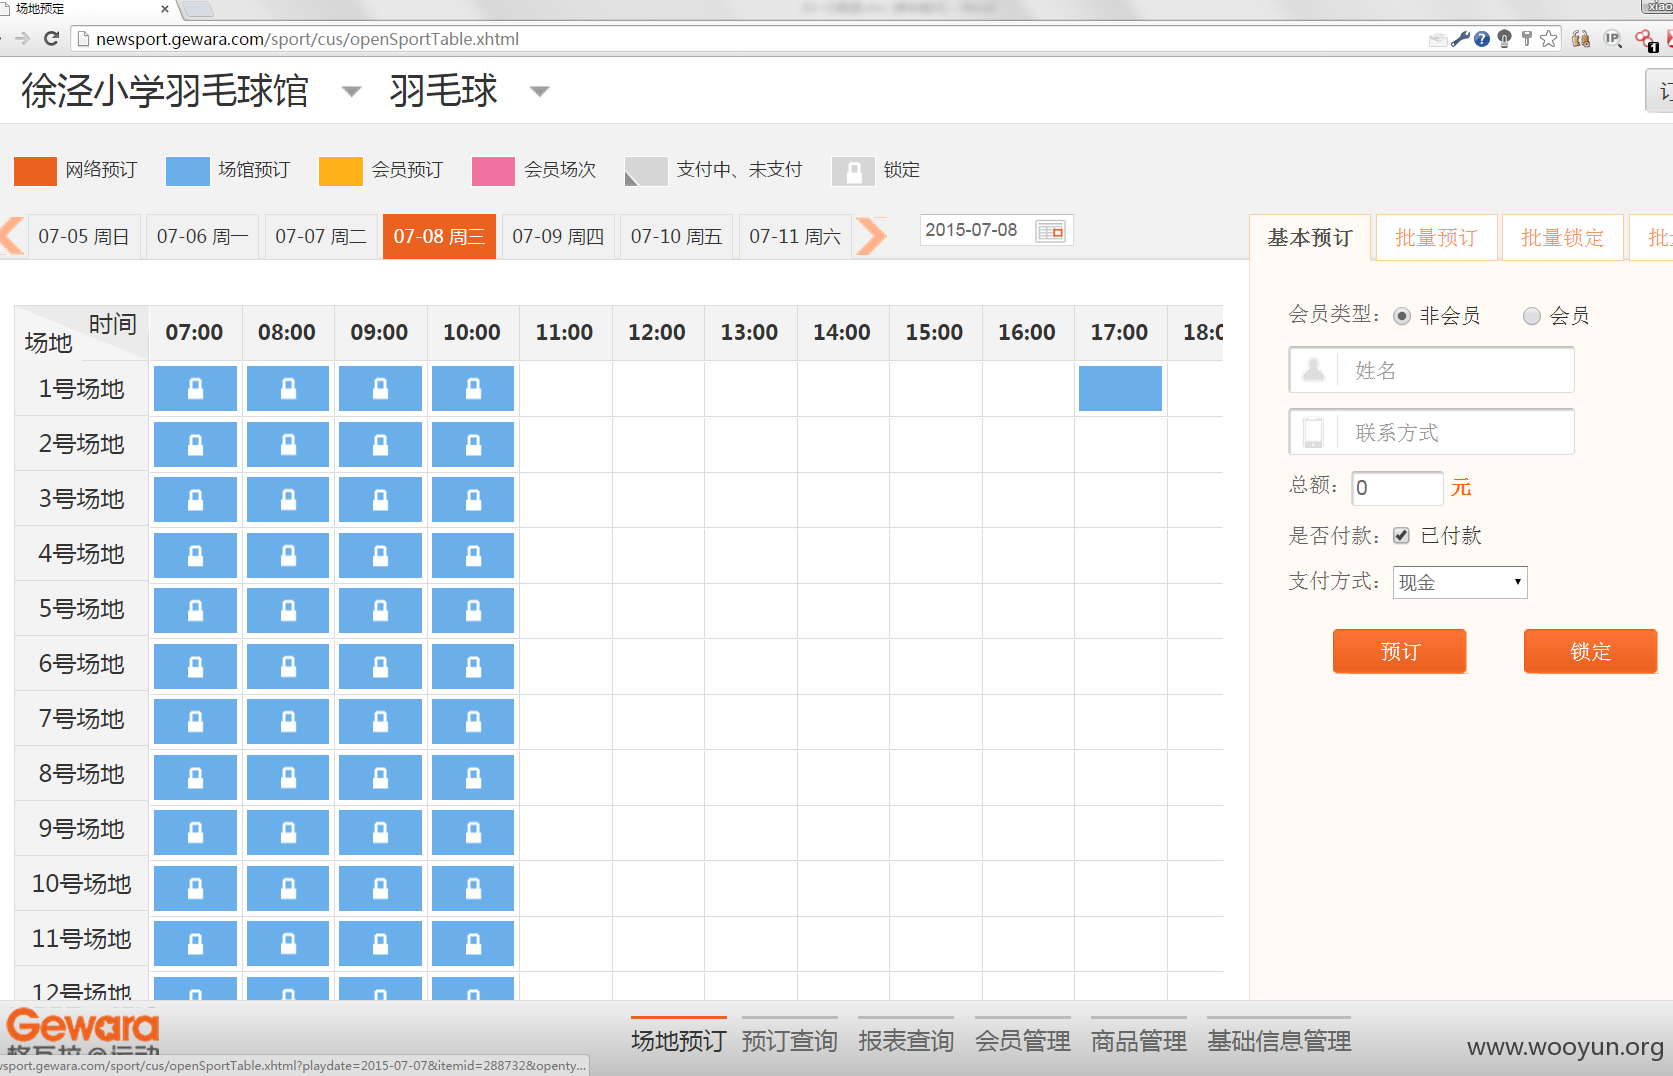 场地预定
xiao
newsport.gewara.com/sport/cus/openSportTable.xhtml
IP
1
徐泾小学羽毛球馆 羽毛球
订
网络预订 场馆预订 会员预订 会员场次 支付中、未支付 锁定
07-05 周日 07-06 周一 07-07 周二 07-08 周三 07-09 周四 07-10 周五 07-11 周六 2015-07-08
基本预订 批量预订 批量锁定 批
时间 场地 07:00 08:00 09:00 10:00 11:00 12:00 13:00 14:00 15:00 16:00 17:00 18:0
1号场地
2号场地
3号场地
4号场地
5号场地
6号场地
7号场地
8号场地
9号场地
10号场地
11号场地
12号场地
会员类型： 非会员 会员
姓名
联系方式
总额： 0 元
是否付款： 已付款
支付方式： 现金
预订 锁定
Gewara
格瓦拉@运动
场地预订 预订查询 报表查询 会员管理 商品管理 基础信息管理
www.wooyun.org
wsport.gewara.com/sport/cus/openSportTable.xhtml?playdate=2015-07-07&itemid=288732&openty...